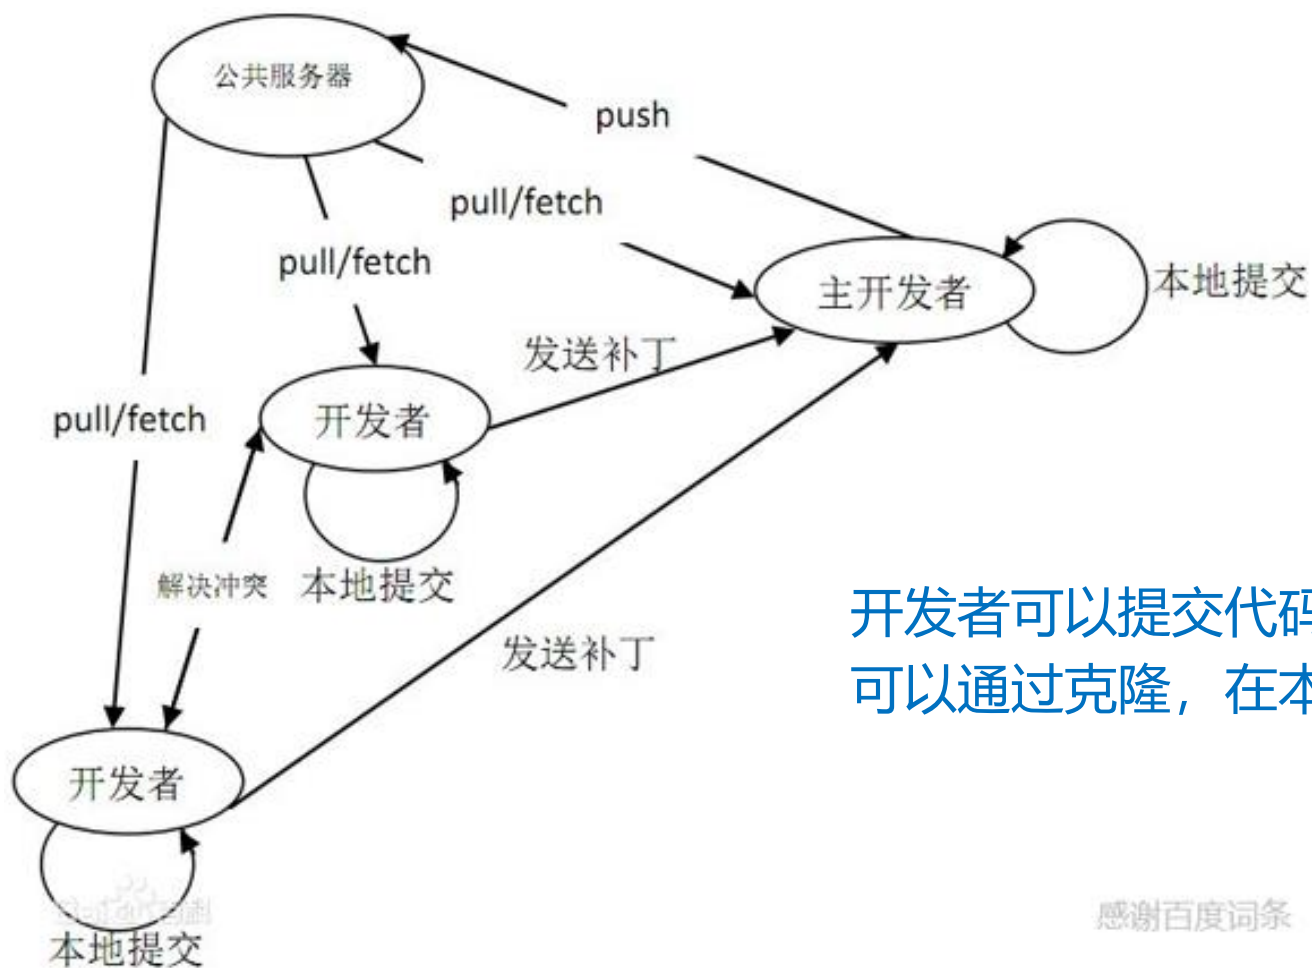 公共服务器
push
pull/fetch
pull/fetch
主开发者
本地提交
发送补丁
pull/fetch
开发者
解决冲突
本地提交
开发者可以提交代码
发送补丁
可以通过克隆，在本
开发者
本地提交
感谢百度词条